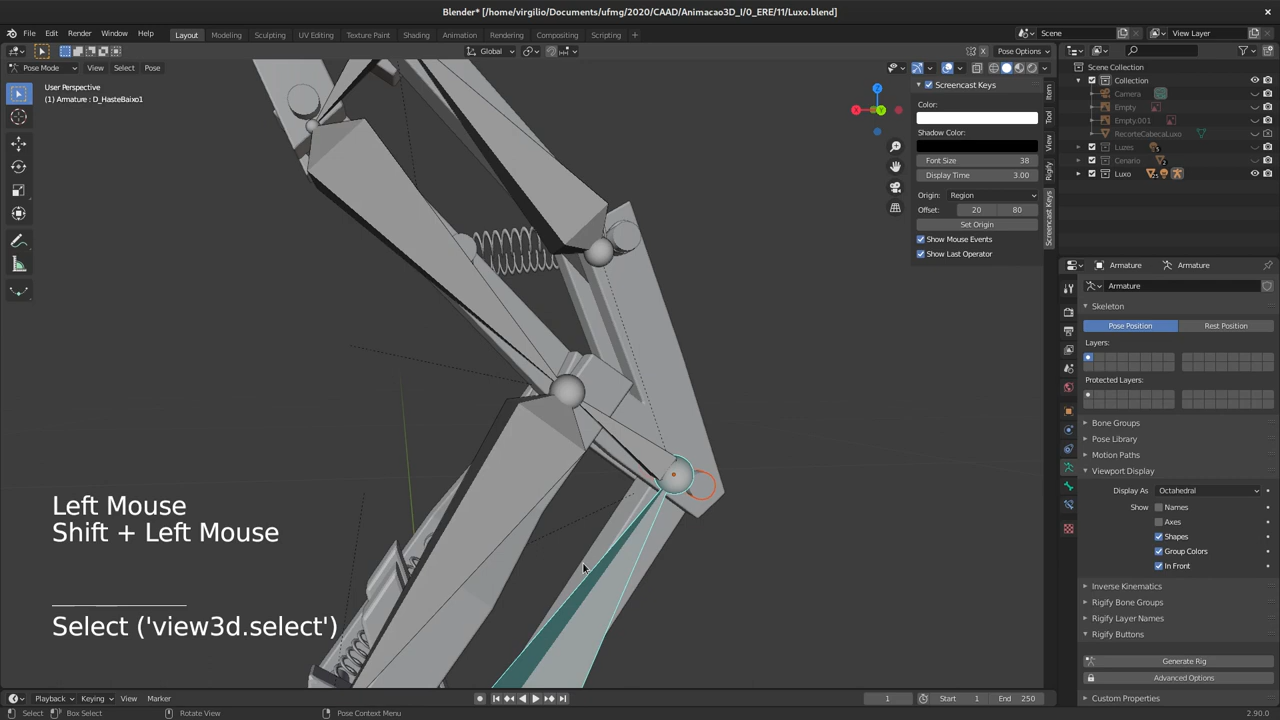 Blender* [/home/virgilio/Documents/ufmg/2020/CAAD/Animacao3D_I/0_ERE/11/Luxo.blend]
File Edit Render Window Help
Layout Modeling Sculpting UV Editing Texture Paint Shading Animation Rendering Compositing Scripting +
Scene
View Layer
Global
Pose Options
Pose Mode View Select Pose
User Perspective
(1) Armature : D_HasteBaixo1
Z
X
Y
Screencast Keys
Color:
Shadow Color:
Font Size 38
Display Time 3.00
Origin: Region
Offset: 20 80
Set Origin
Show Mouse Events
Show Last Operator
Item
Tool
View
Rigify
Screencast Keys
Scene Collection
Collection
Camera
Empty
Empty.001
RecorteCabecaLuxo
Luzes
Cenario
Luxo
Armature Armature
Armature
Skeleton
Pose Position Rest Position
Layers:
Protected Layers:
Bone Groups
Pose Library
Motion Paths
Viewport Display
Display As Octahedral
Show Names
Axes
Shapes
Group Colors
In Front
Inverse Kinematics
Rigify Bone Groups
Rigify Layer Names
Rigify Buttons
Generate Rig
Advanced Options
Custom Properties
Left Mouse
Shift + Left Mouse
Select ('view3d.select')
Playback Keying View Marker
1 Start 1 End 250
Select Box Select Rotate View Pose Context Menu 2.90.0